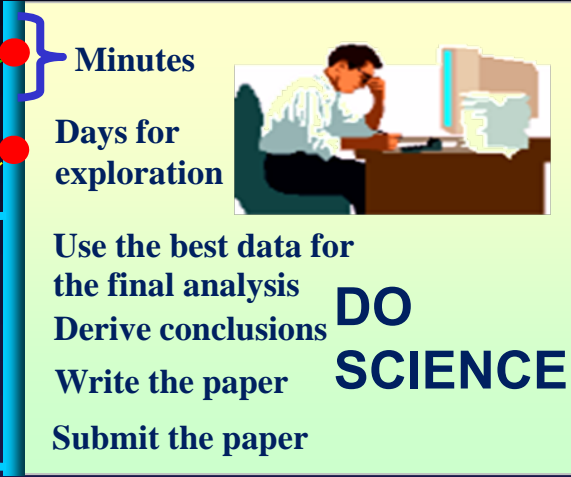 Minutes
Days for
exploration
Use the best data for
the final analysis
Derive conclusions
Write the paper
Submit the paper
DO
SCIENCE